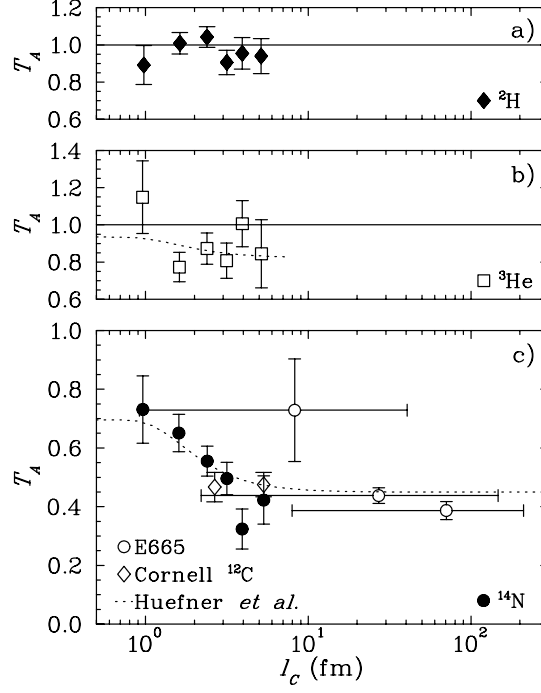 1.2
1.0
0.8
0.6
T_A
a)
²H
1.4
1.2
1.0
0.8
0.6
T_A
b)
³He
1.0
0.8
0.6
0.4
0.2
0.0
T_A
c)
E665
Cornell ¹²C
Huefner et al.
¹⁴N
10⁰ 10¹ 10²
l_C (fm)